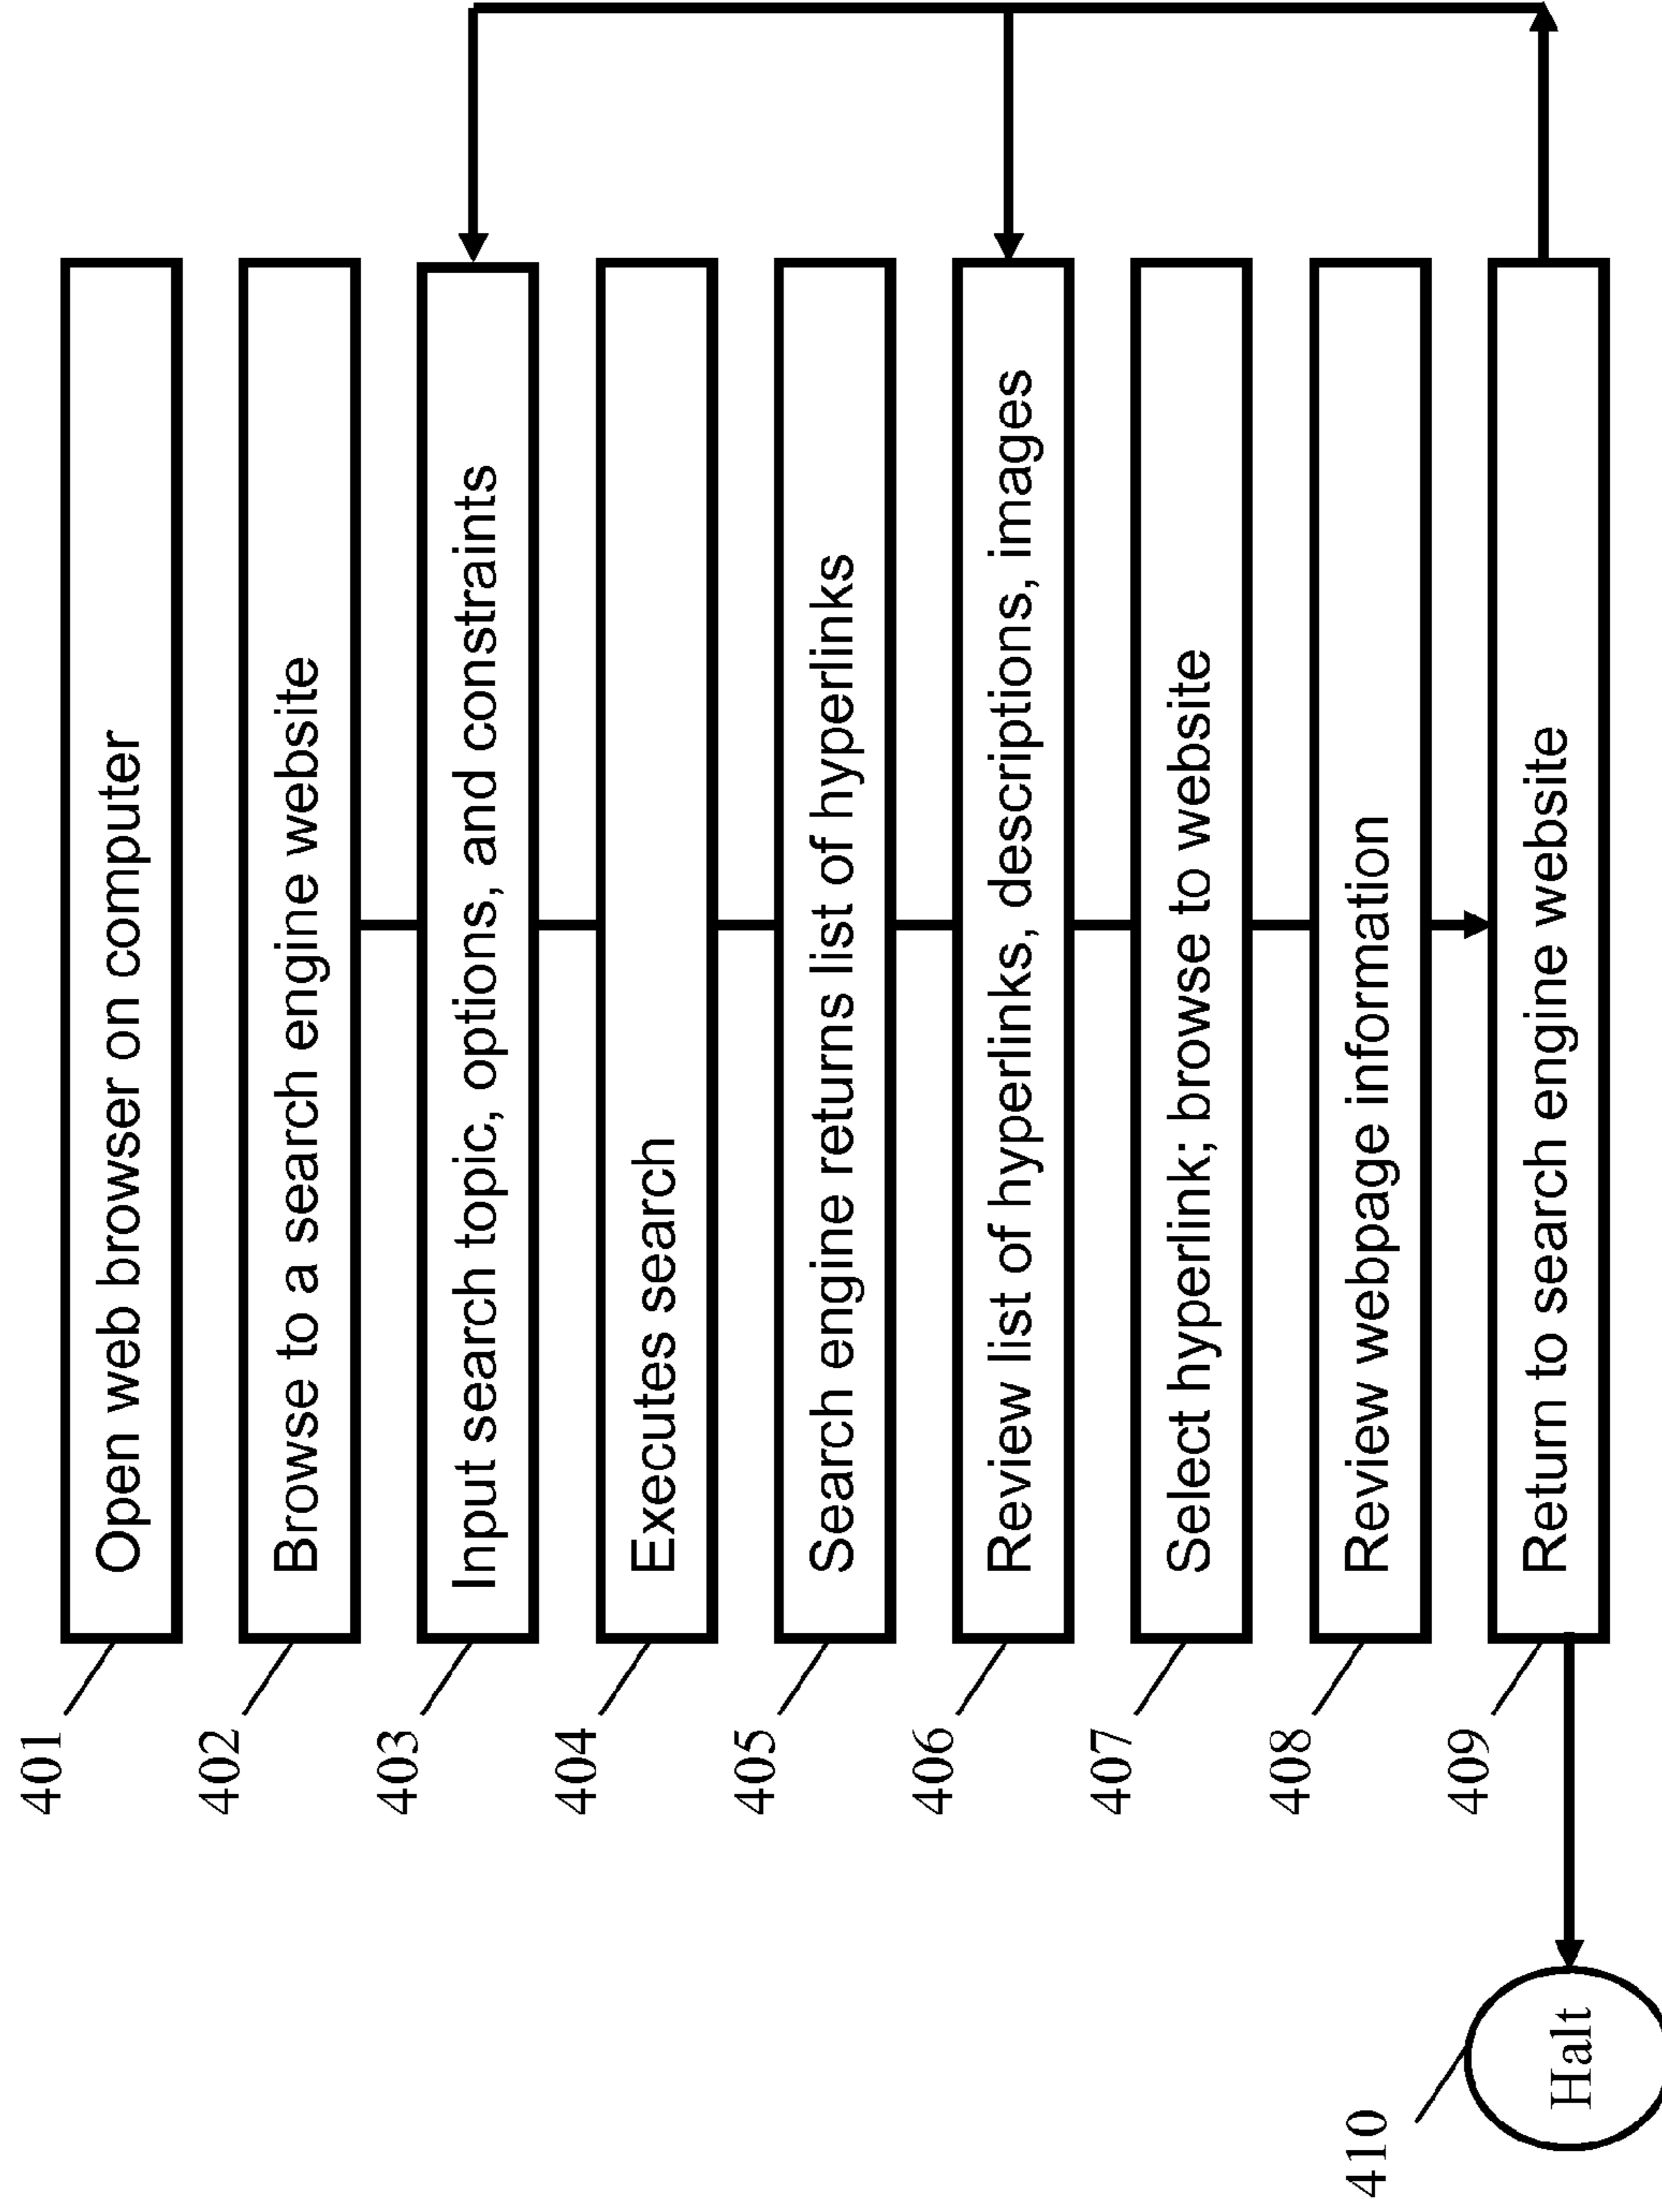 401
Open web browser on computer
402
Browse to a search engine website
403
Input search topic, options, and constraints
404
Executes search
405
Search engine returns list of hyperlinks
406
Review list of hyperlinks, descriptions, images
407
Select hyperlink; browse to website
408
Review webpage information
409
Return to search engine website
410
Halt